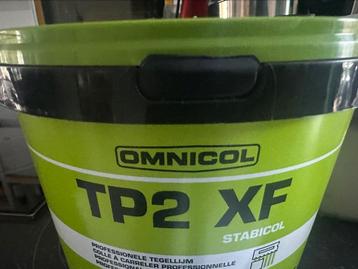 OMNICOL
TP2 XF
STABICOL
PROFESSIONELE TEGELLIJM
COLLE A CARRELER PROFESSIONNELLE